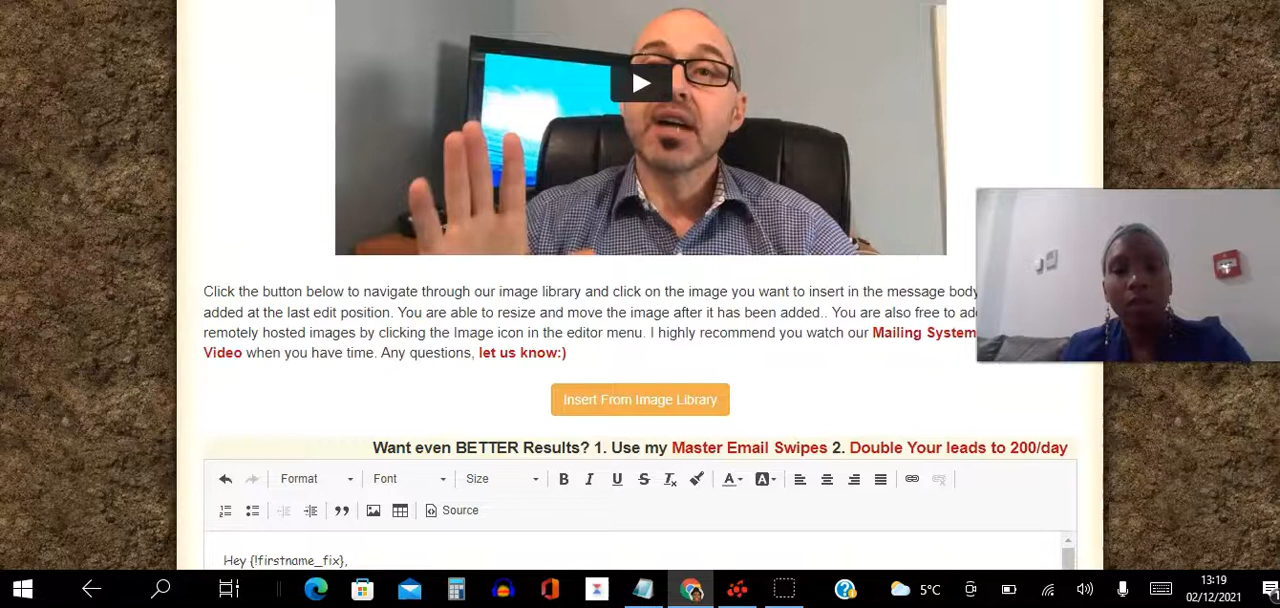 Click the button below to navigate through our image library and click on the image you want to insert in the message body
added at the last edit position. You are able to resize and move the image after it has been added.. You are also free to ad
remotely hosted images by clicking the Image icon in the editor menu. I highly recommend you watch our Mailing System
Video when you have time. Any questions, let us know:)
Insert From Image Library
Want even BETTER Results? 1. Use my Master Email Swipes 2. Double Your leads to 200/day
Format Font Size B I U S Tx A A
Source
Hey {!firstname_fix},
5°C
13:19
02/12/2021